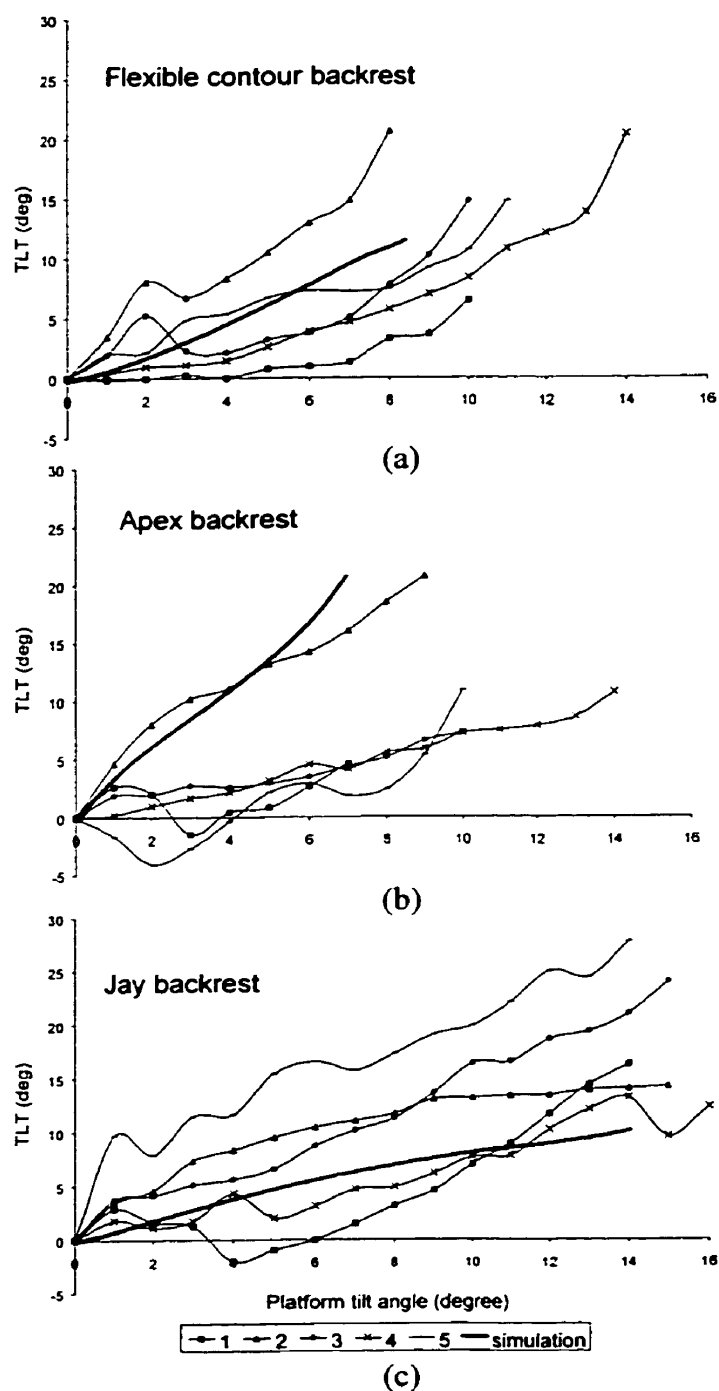 30
Flexible contour backrest
25
20
15
TLT (deg)
10
5
0
0 2 4 6 8 10 12 14 16
-5
(a)
30
Apex backrest
25
20
15
TLT (deg)
10
5
0
0 2 4 6 8 10 12 14 16
-5
(b)
30
Jay backrest
25
20
15
TLT (deg)
10
5
0
0 2 4 6 8 10 12 14 16
-5
Platform tilt angle (degree)
1 2 3 4 5 simulation
(c)